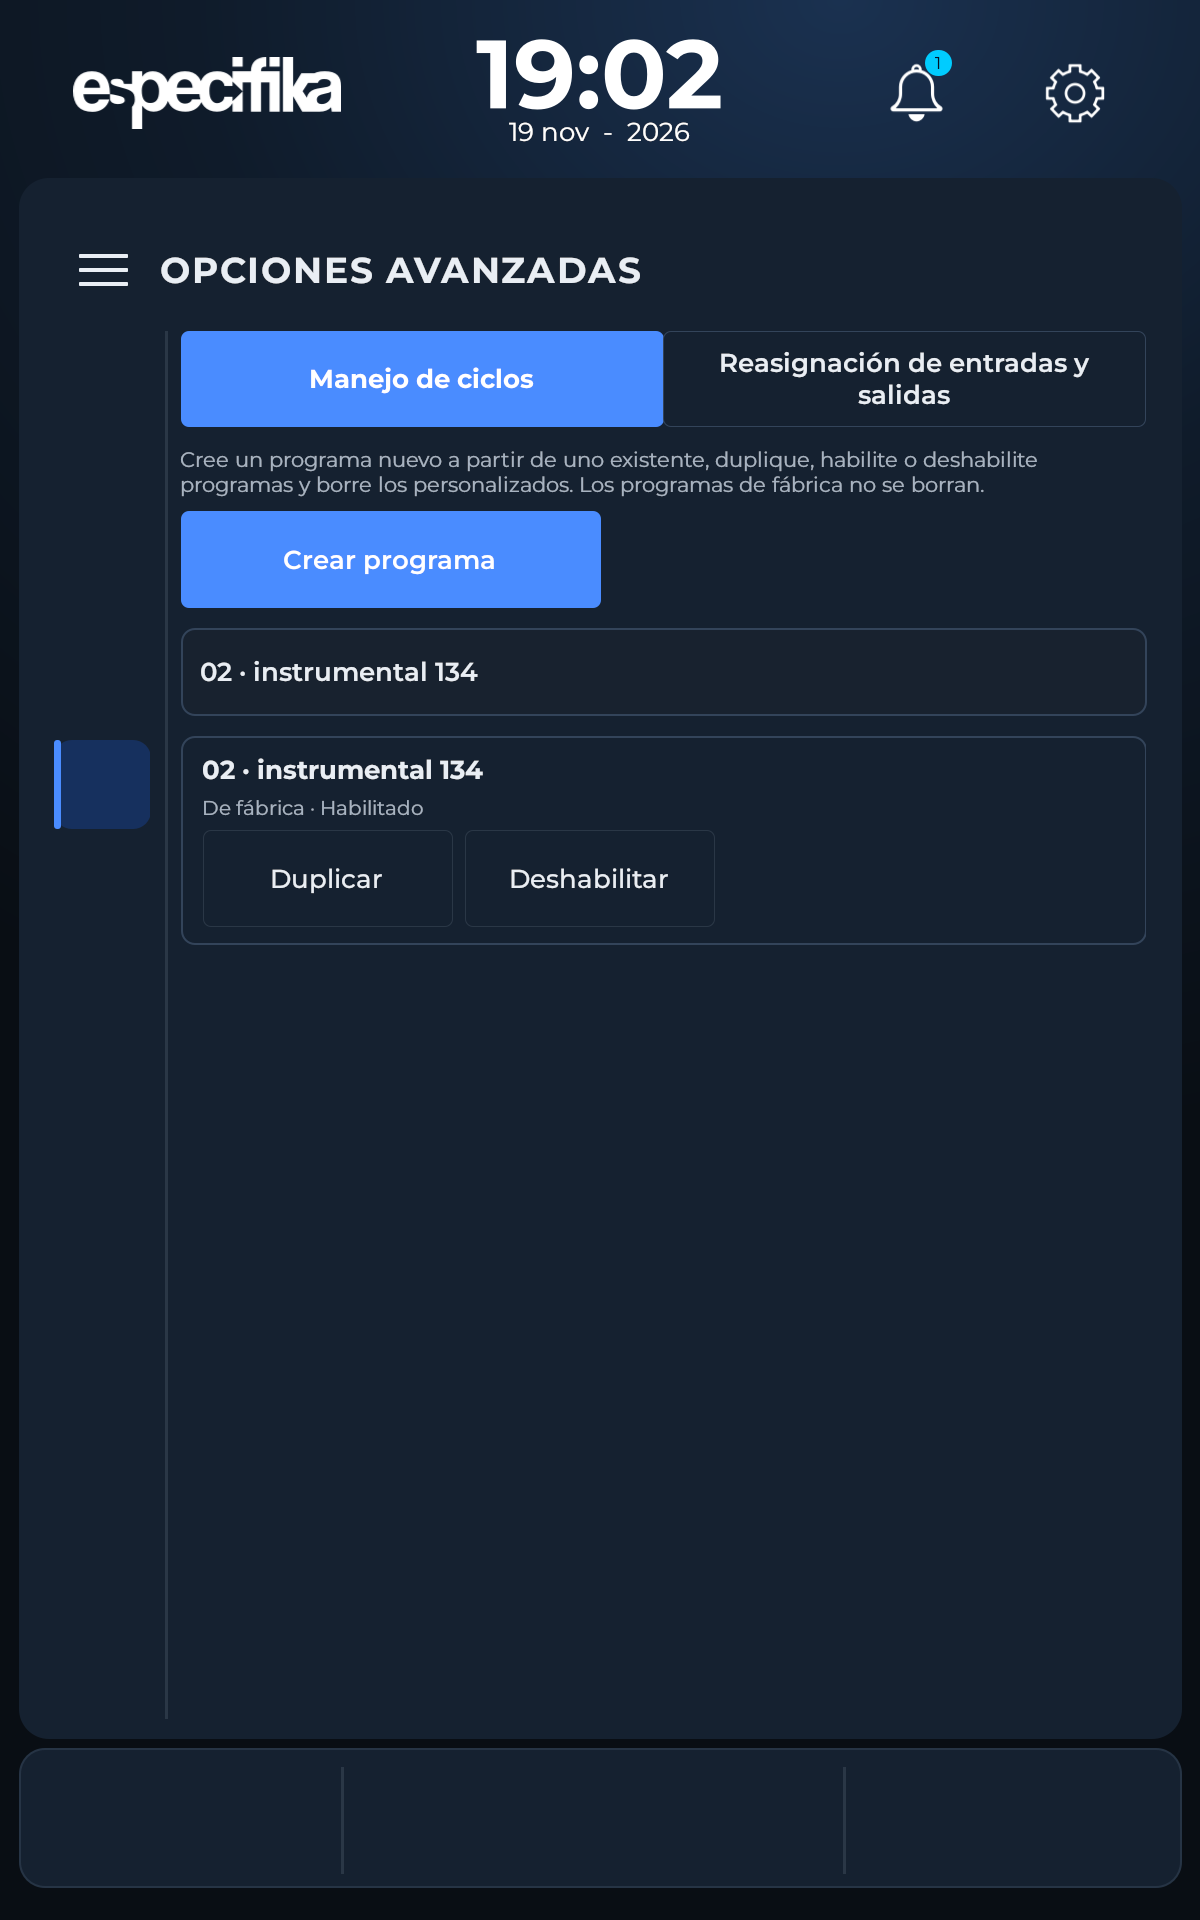 especifika
19:02
19 nov - 2026
1
OPCIONES AVANZADAS
Manejo de ciclos
Reasignación de entradas y
salidas
Cree un programa nuevo a partir de uno existente, duplique, habilite o deshabilite
programas y borre los personalizados. Los programas de fábrica no se borran.
Crear programa
02 · instrumental 134
02 · instrumental 134
De fábrica · Habilitado
Duplicar
Deshabilitar